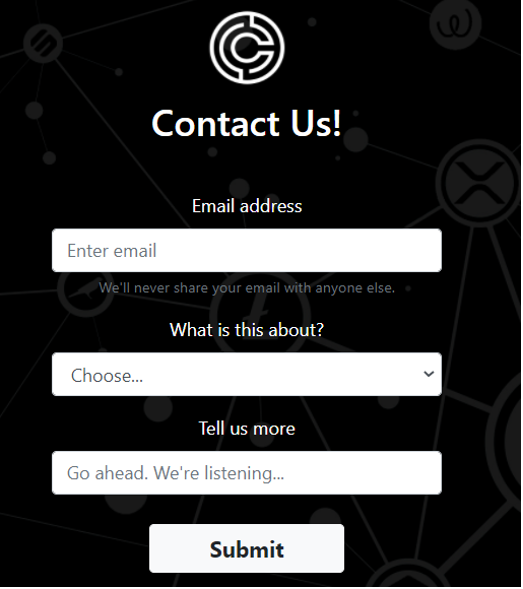 Contact Us!
Email address
Enter email
We'll never share your email with anyone else.
What is this about?
Choose...
Tell us more
Go ahead. We're listening...
Submit